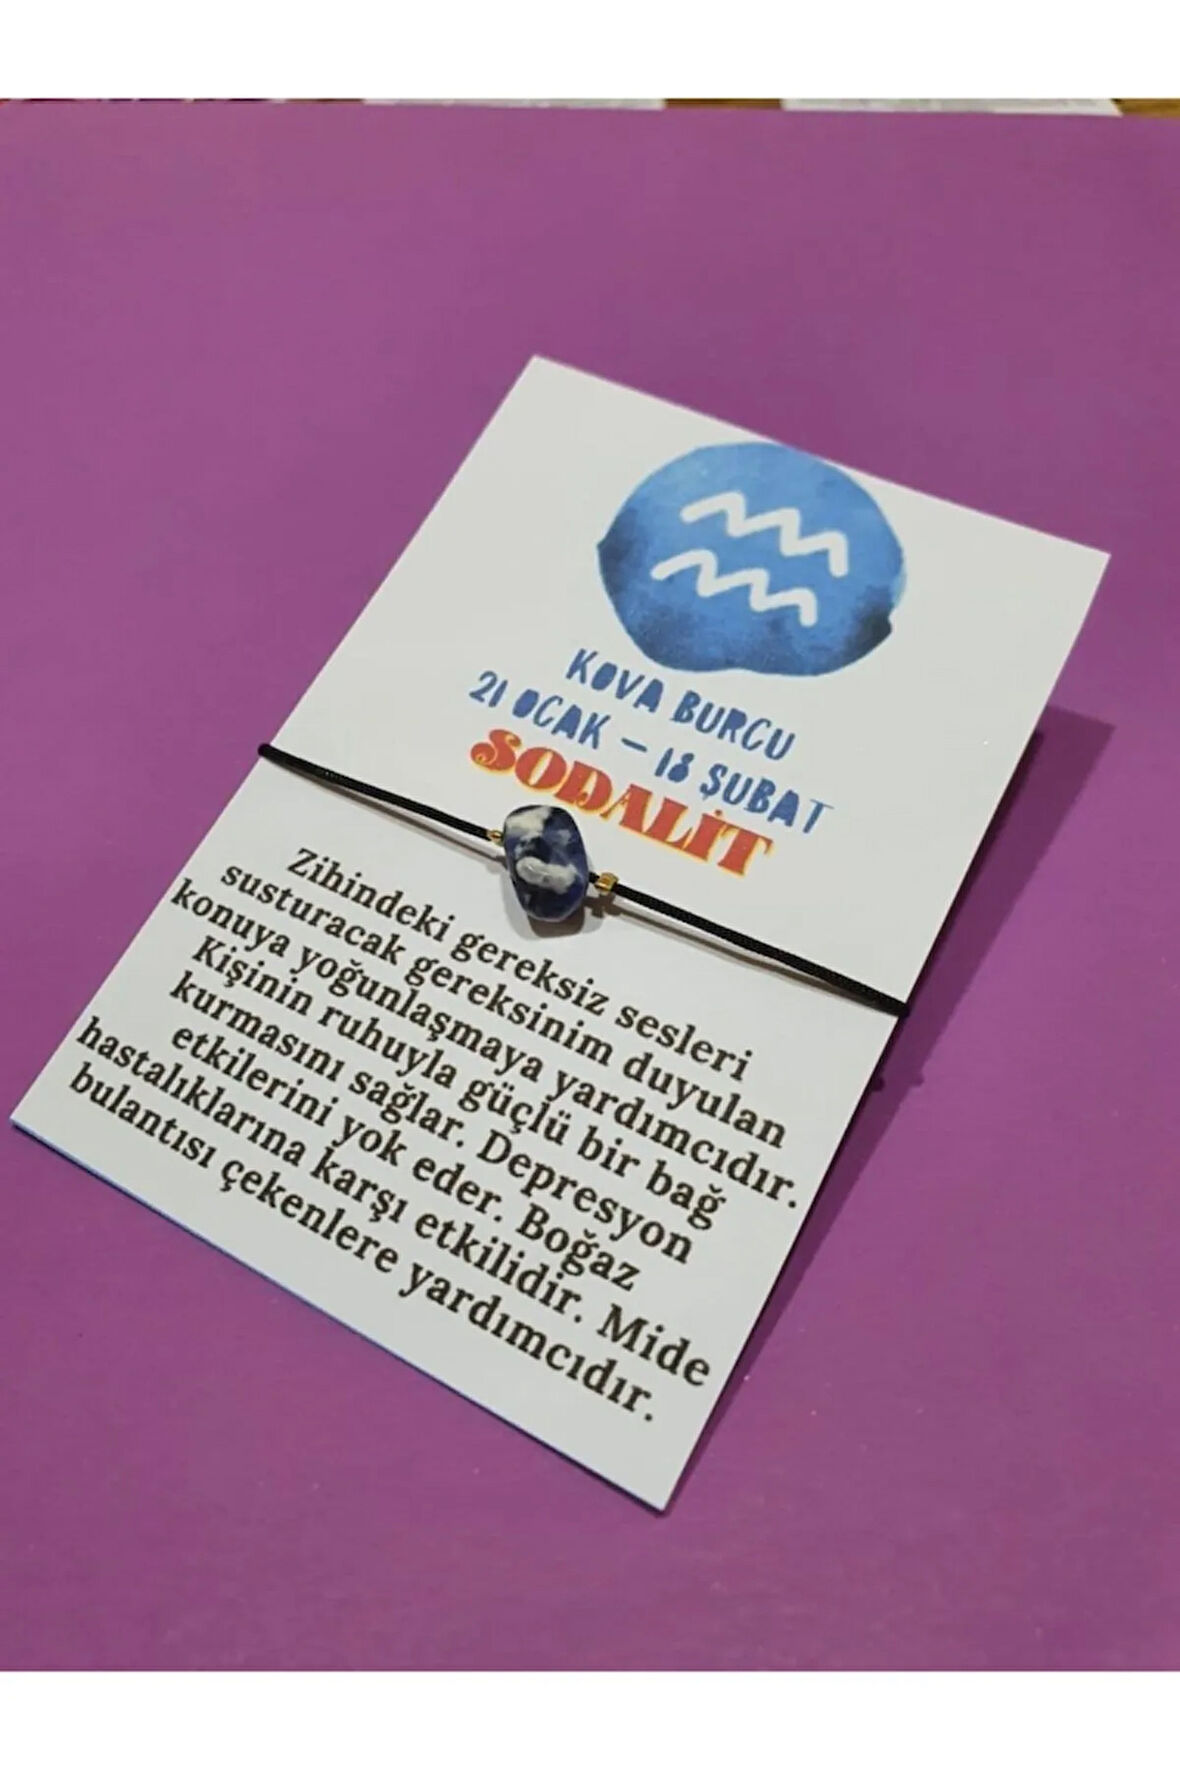 KOVA BURCU
21 OCAK – 18 ŞUBAT
SODALİT
Zihindeki gereksiz sesleri
susturacak gereksinim duyulan
konuya yoğunlaşmaya yardımcıdır.
Kişinin ruhuyla güçlü bir bağ
kurmasını sağlar. Depresyon
etkilerini yok eder. Boğaz
hastalıklarına karşı etkilidir. Mide
bulantısı çekenlere yardımcıdır.